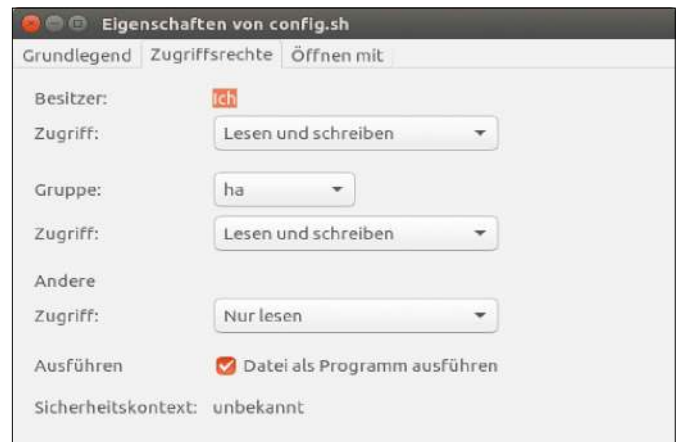 Eigenschaften von config.sh
Grundlegend Zugriffsrechte Öffnen mit
Besitzer: Ich
Zugriff: Lesen und schreiben
Gruppe: ha
Zugriff: Lesen und schreiben
Andere
Zugriff: Nur lesen
Ausführen Datei als Programm ausführen
Sicherheitskontext: unbekannt